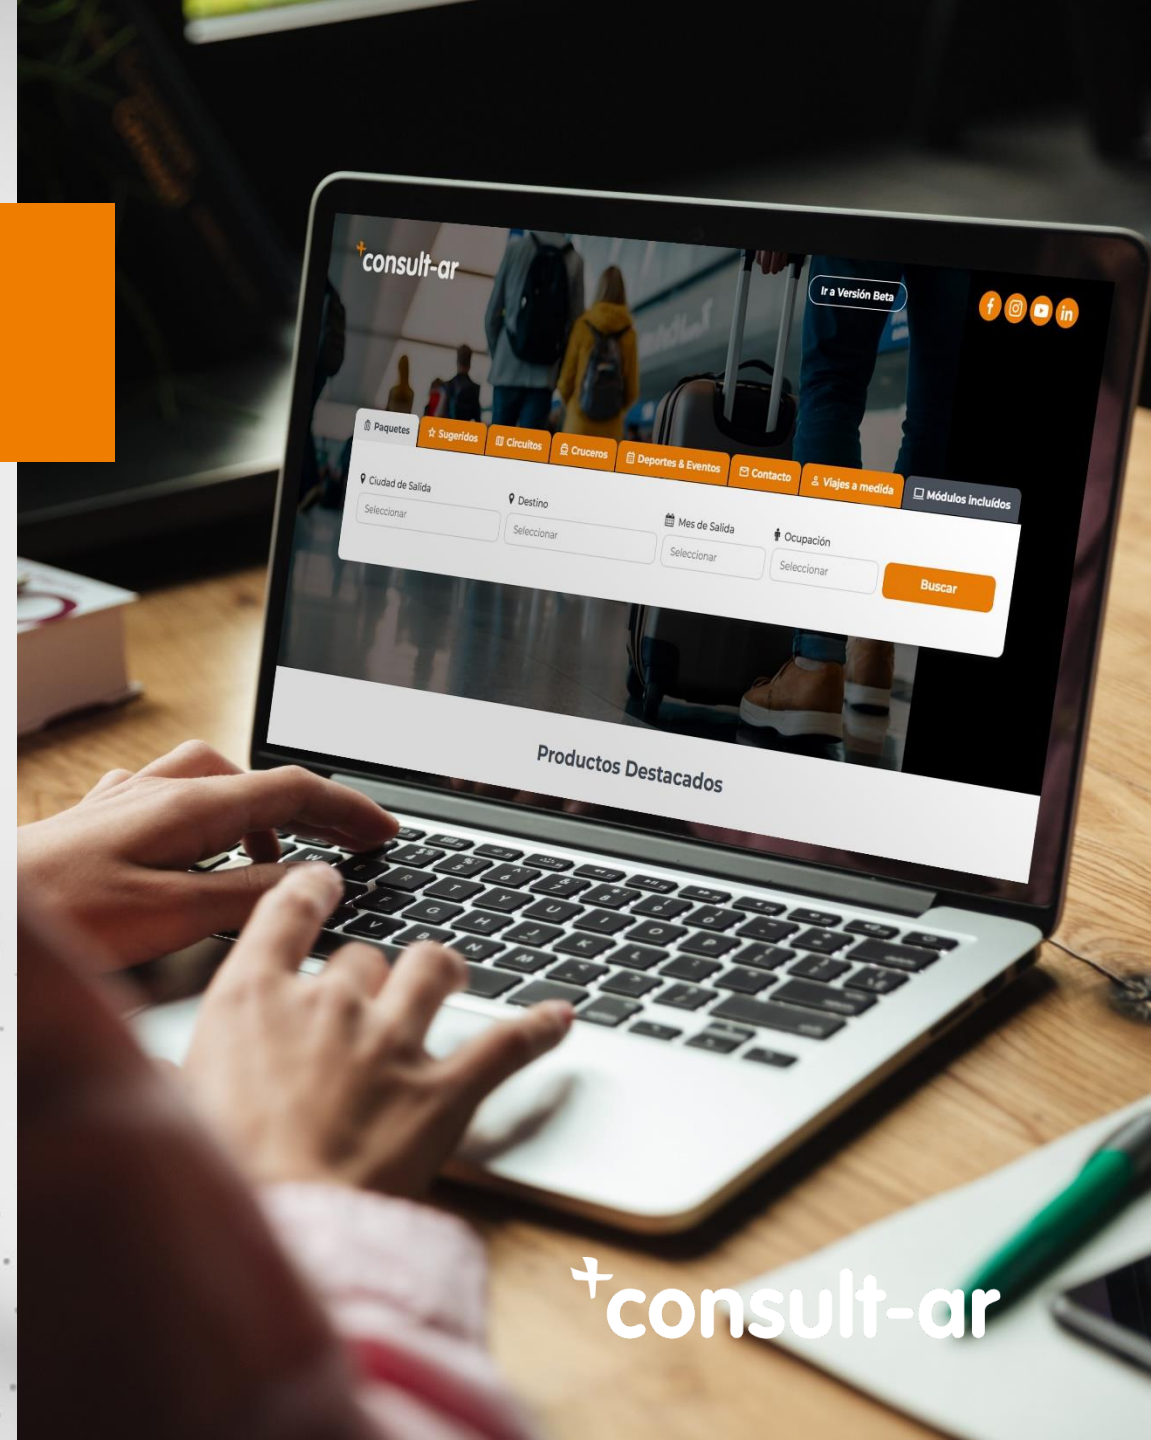 consult-ar
Ir a Versión Beta
Paquetes
Sugeridos
Circuitos
Cruceros
Deportes & Eventos
Contacto
Viajes a medida
Módulos incluídos
Ciudad de Salida
Destino
Mes de Salida
Ocupación
Seleccionar
Seleccionar
Seleccionar
Seleccionar
Buscar
Productos Destacados
+consult-ar